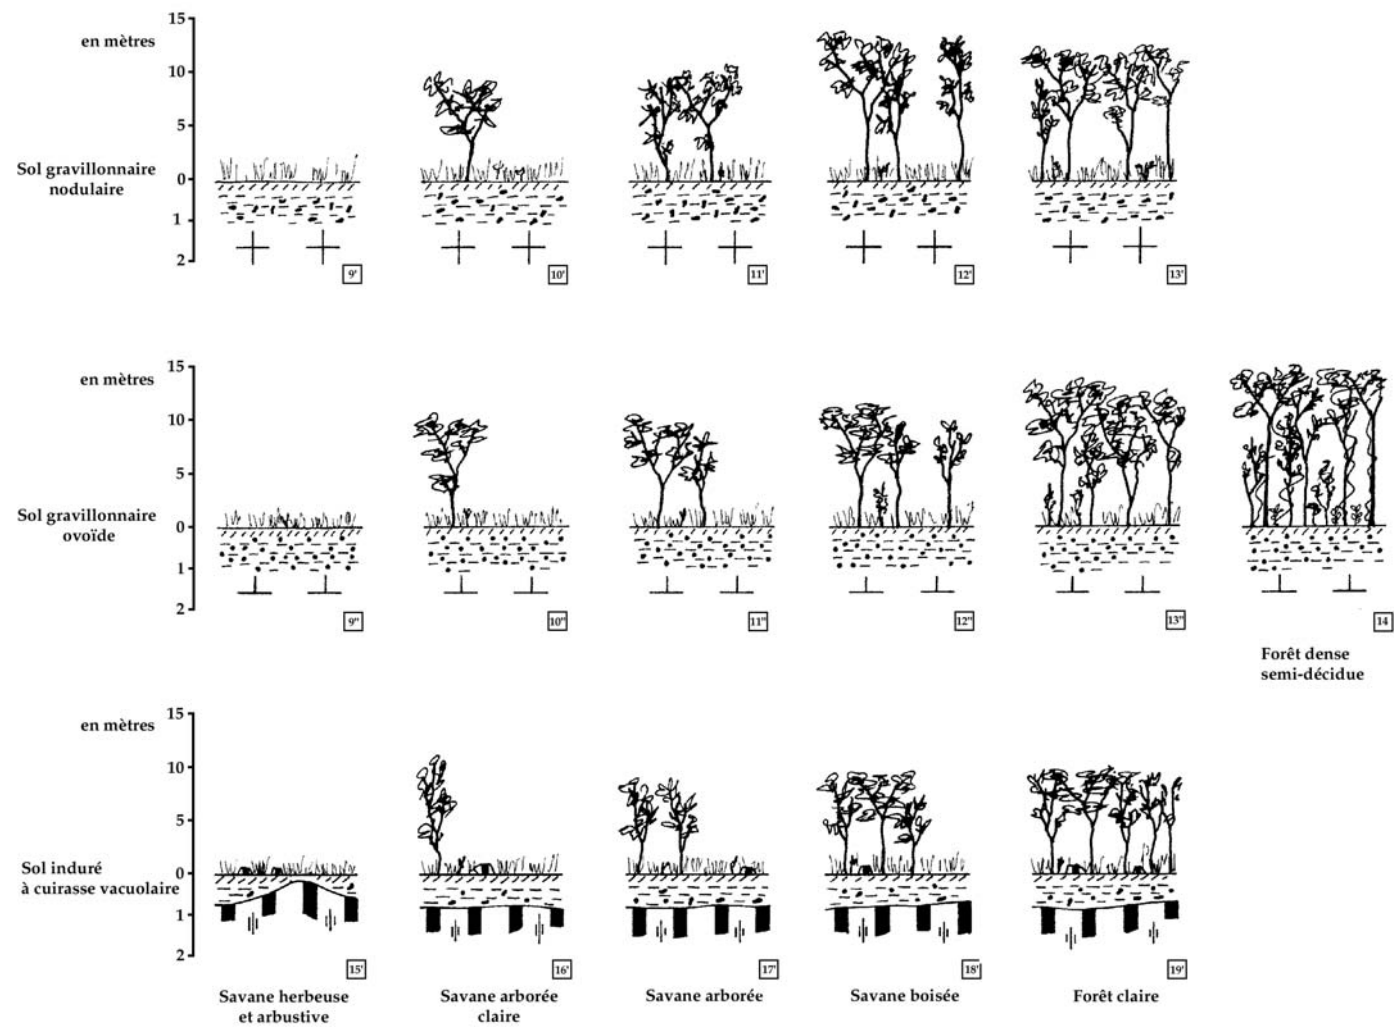 15
en mètres
10
5
Sol gravillonnaire
nodulaire
0
1
2
9'
10'
11'
12'
13'
15
en mètres
10
5
Sol gravillonnaire
ovoïde
0
1
2
9"
10"
11"
12"
13"
14
Forêt dense
semi-décidue
15
en mètres
10
5
Sol induré
à cuirasse vacuolaire
0
1
2
15'
16'
17'
18'
19'
Savane herbeuse
et arbustive
Savane arborée
claire
Savane arborée
Savane boisée
Forêt claire